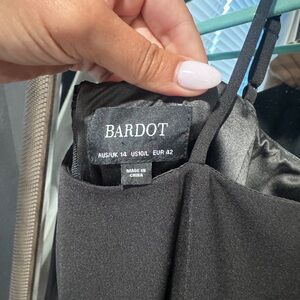 BARDOT
AUS/UK 14 US10/L EUR 42
MADE IN
CHINA